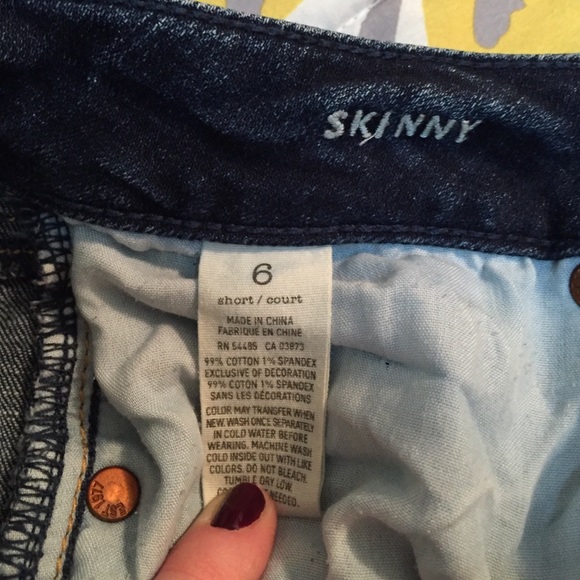 SKINNY
6
short / court
MADE IN CHINA
FABRIQUÉ EN CHINE
RN 54485 CA 03873
99% COTTON 1% SPANDEX
EXCLUSIVE OF DECORATION
99% COTON 1% SPANDEX
SANS LES DÉCORATIONS
COLOR MAY TRANSFER WHEN
NEW. WASH ONCE SEPARATELY
IN COLD WATER BEFORE
WEARING. MACHINE WASH
COLD INSIDE OUT WITH LIKE
COLORS. DO NOT BLEACH.
TUMBLE DRY LOW.
NEEDED.